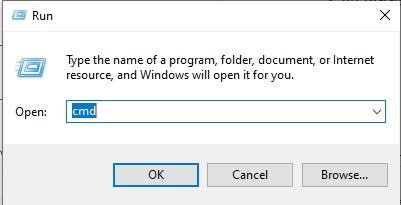 Run
Type the name of a program, folder, document, or Internet
resource, and Windows will open it for you.
Open: cmd
OK Cancel Browse...